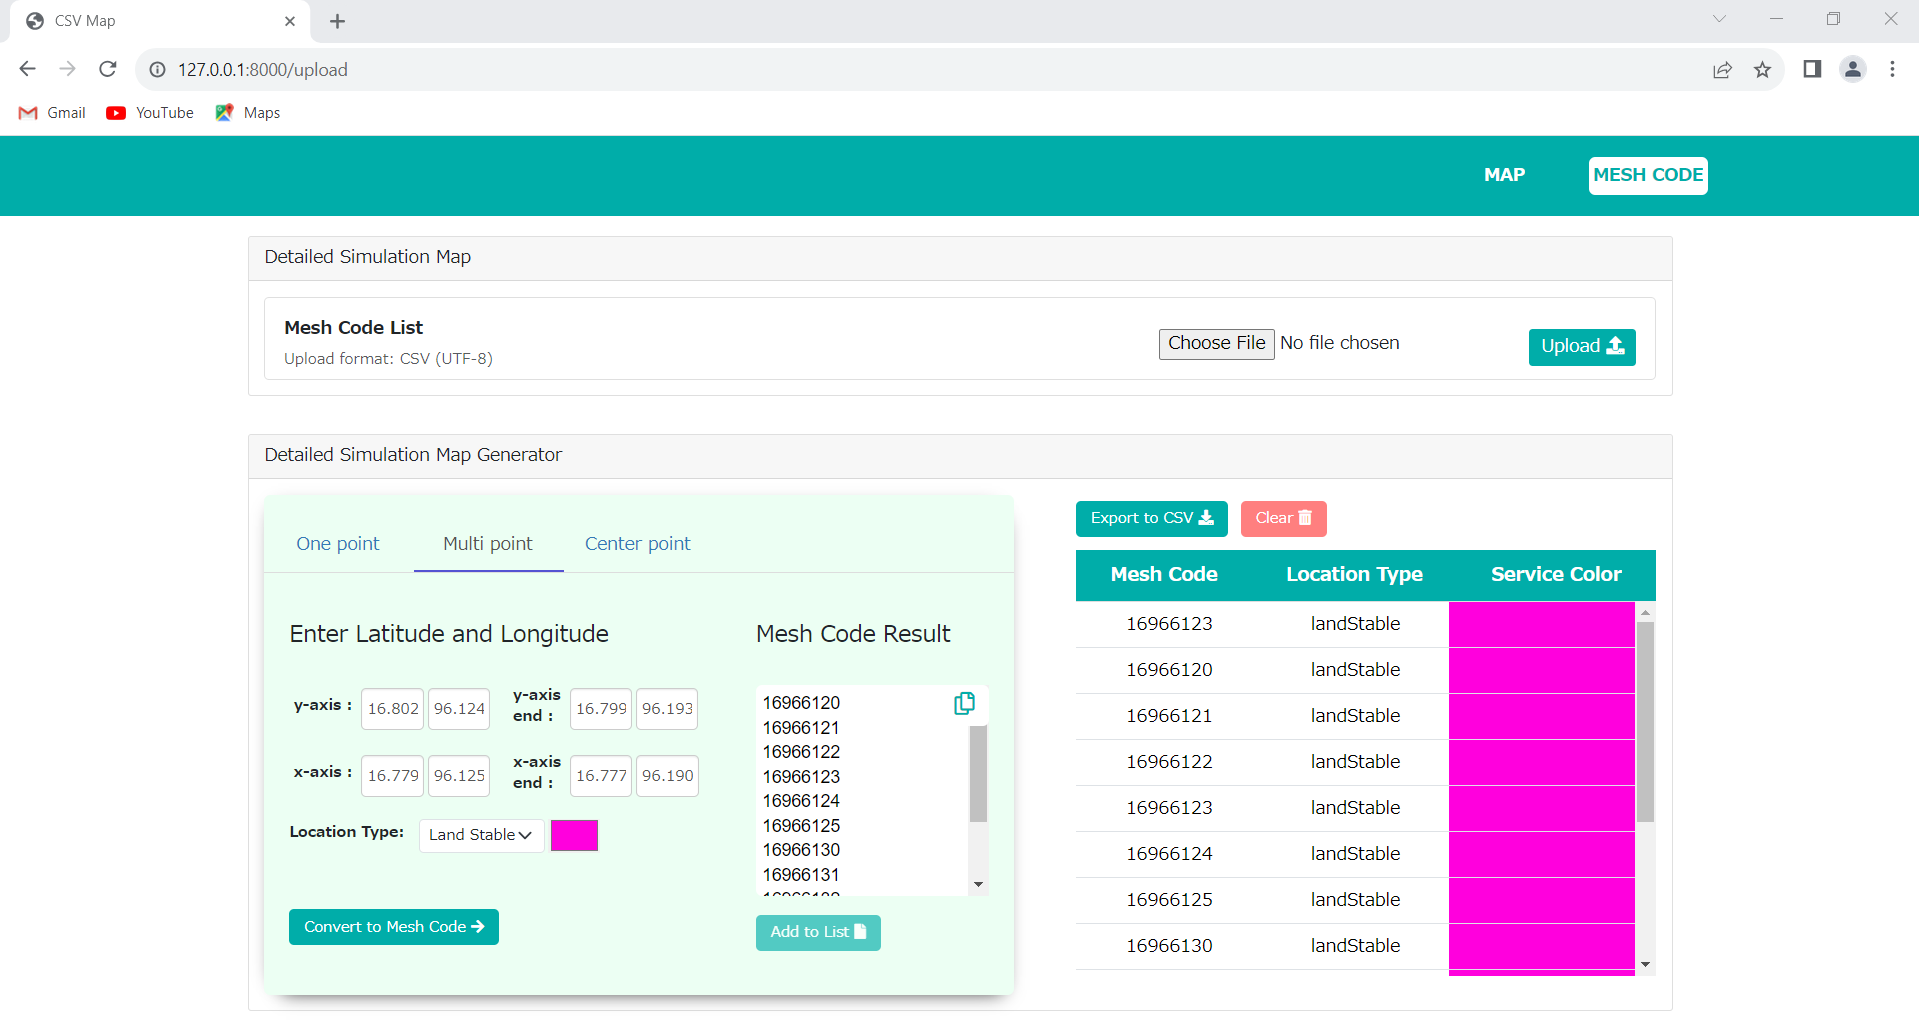 CSV Map
127.0.0.1:8000/upload
Gmail YouTube Maps
MAP MESH CODE
Detailed Simulation Map
Mesh Code List
Upload format: CSV (UTF-8)
Choose File No file chosen
Upload
Detailed Simulation Map Generator
One point Multi point Center point
Enter Latitude and Longitude
y-axis : 16.802 96.124 y-axis end : 16.799 96.193
x-axis : 16.779 96.125 x-axis end : 16.777 96.190
Location Type: Land Stable
Convert to Mesh Code
Mesh Code Result
16966120
16966121
16966122
16966123
16966124
16966125
16966130
16966131
Add to List
Export to CSV Clear
Mesh Code Location Type Service Color
16966123 landStable
16966120 landStable
16966121 landStable
16966122 landStable
16966123 landStable
16966124 landStable
16966125 landStable
16966130 landStable